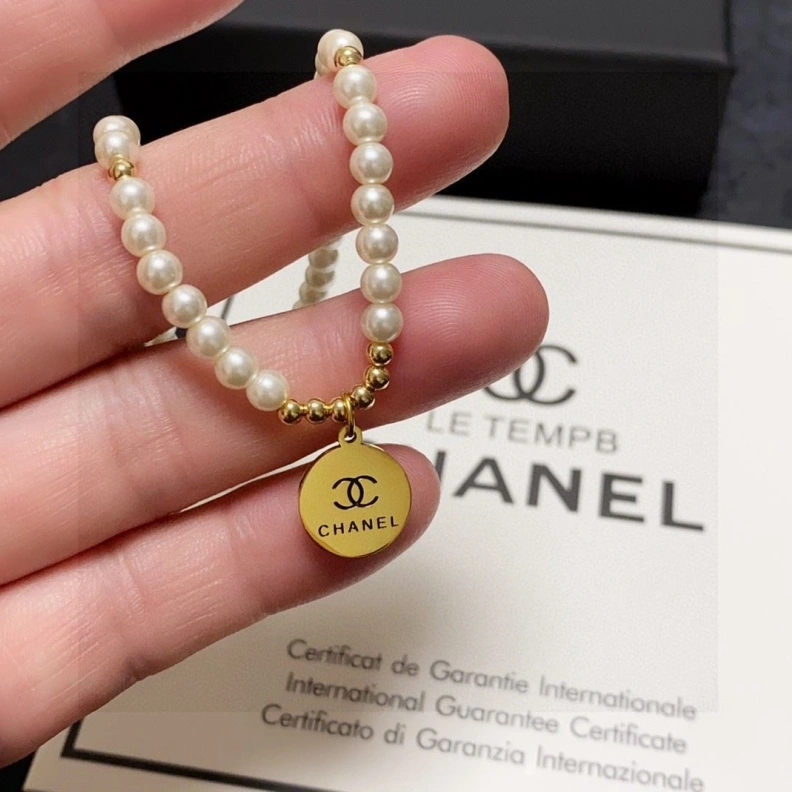 CHANEL
LE TEMPB
HANEL
Certificat de Garantie Internationale
International Guarantee Certificate
Certificato di Garanzia Internazionale